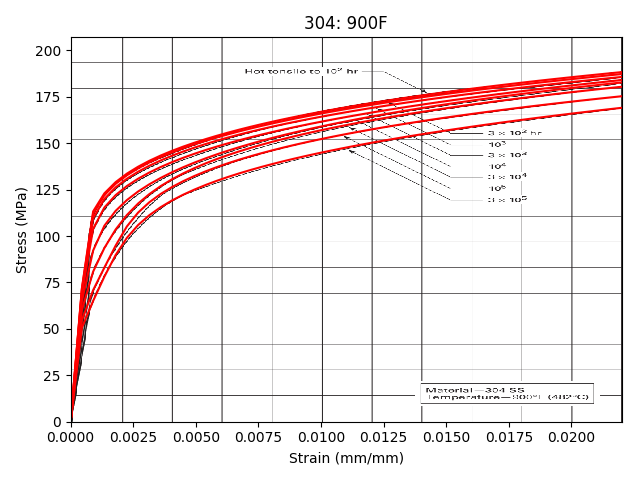 304: 900F
Stress (MPa)
200
175
150
125
100
75
50
25
0
Hot tensile to 10² hr
3 × 10² hr
10³
3 × 10³
10⁴
3 × 10⁴
10⁵
3 × 10⁵
Material—304 SS
Temperature—900°F (482°C)
0.0000 0.0025 0.0050 0.0075 0.0100 0.0125 0.0150 0.0175 0.0200
Strain (mm/mm)